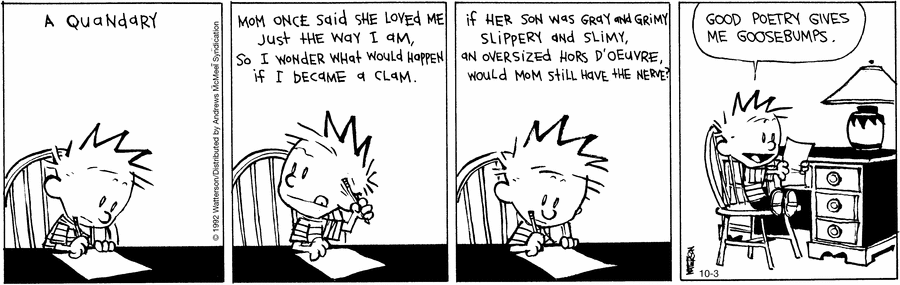 A QUANDARY
© 1992 Watterson/Distributed by Andrews McMeel Syndication
MOM ONCE SAID SHE LOVED ME
JUST THE WAY I AM,
SO I WONDER WHAT WOULD HAPPEN
if I BECAME A CLAM.
if HER SON WAS GRAY AND GRIMY
SLIPPERY AND SLIMY,
AN OVERSIZED HORS D'OEUVRE,
WOULD MOM STILL HAVE THE NERVE?
GOOD POETRY GIVES
ME GOOSEBUMPS.
WATTERSON
10-3